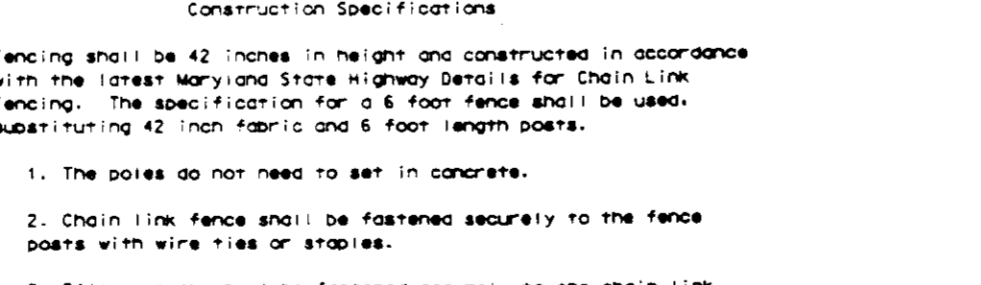 Construction Specifications
encing shall be 42 inches in height and constructed in accordance
with the latest Maryland State Highway Details for Chain Link
encing. The specification for a 6 foot fence shall be used.
substituting 42 inch fabric and 6 foot length posts.
1. The poles do not need to set in concrete.
2. Chain link fence shall be fastened securely to the fence
posts with wire ties or staples.